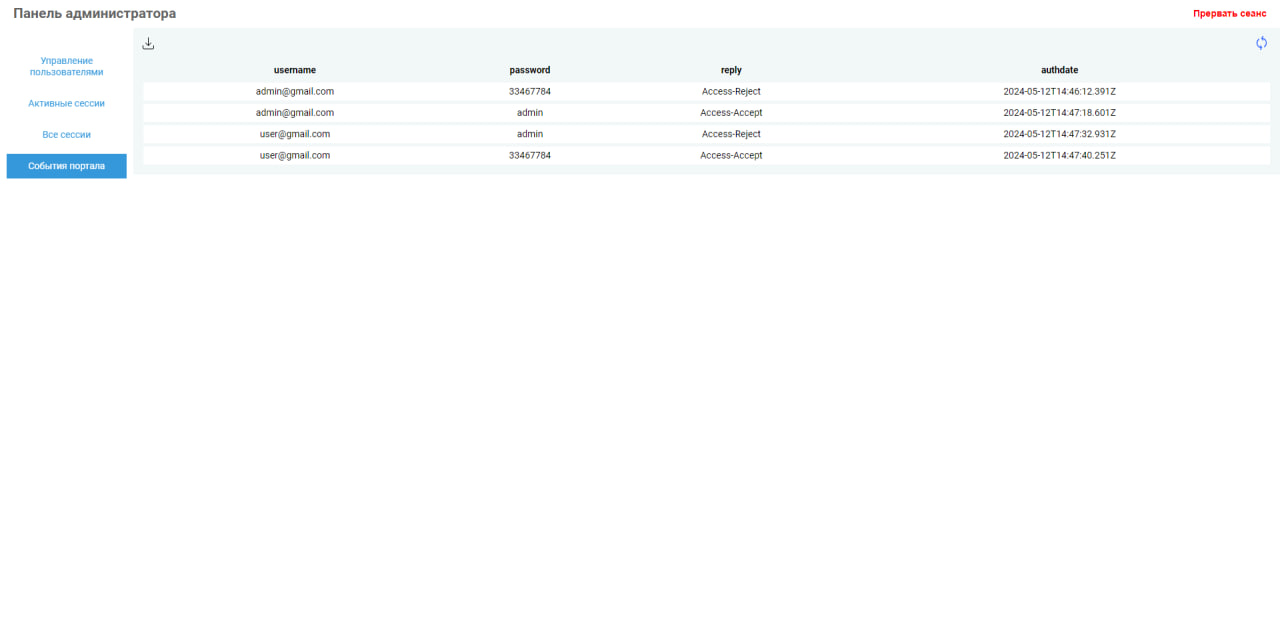 Панель администратора
Прервать сеанс
Управление
пользователями
Активные сессии
Все сессии
События портала
username password reply authdate
admin@gmail.com 33467784 Access-Reject 2024-05-12T14:46:12.391Z
admin@gmail.com admin Access-Accept 2024-05-12T14:47:18.601Z
user@gmail.com admin Access-Reject 2024-05-12T14:47:32.931Z
user@gmail.com 33467784 Access-Accept 2024-05-12T14:47:40.251Z